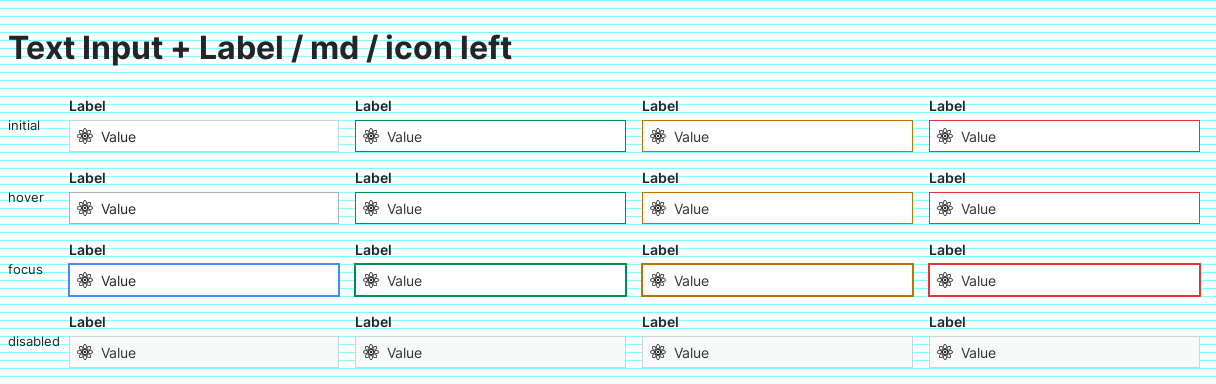 Text Input + Label / md / icon left
Label Label Label Label
initial Value Value Value Value
Label Label Label Label
hover Value Value Value Value
Label Label Label Label
focus Value Value Value Value
Label Label Label Label
disabled Value Value Value Value